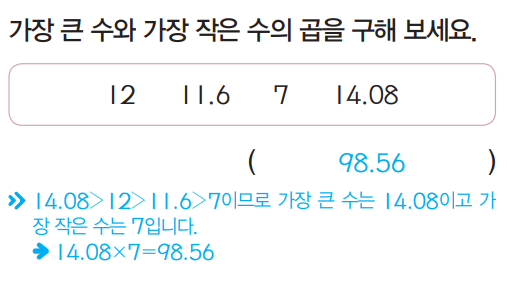 가장 큰 수와 가장 작은 수의 곱을 구해 보세요.
12 11.6 7 14.08
( 98.56 )
» 14.08>12>11.6>7이므로 가장 큰 수는 14.08이고 가
장 작은 수는 7입니다.
➔ 14.08×7=98.56